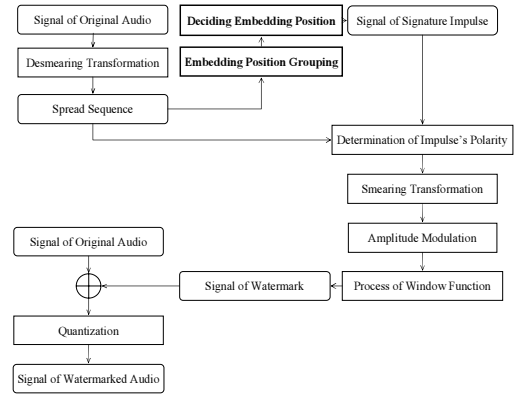 Signal of Original Audio
Deciding Embedding Position
Signal of Signature Impulse
Desmearing Transformation
Embedding Position Grouping
Spread Sequence
Determination of Impulse's Polarity
Smearing Transformation
Signal of Original Audio
Amplitude Modulation
Signal of Watermark
Process of Window Function
Quantization
Signal of Watermarked Audio